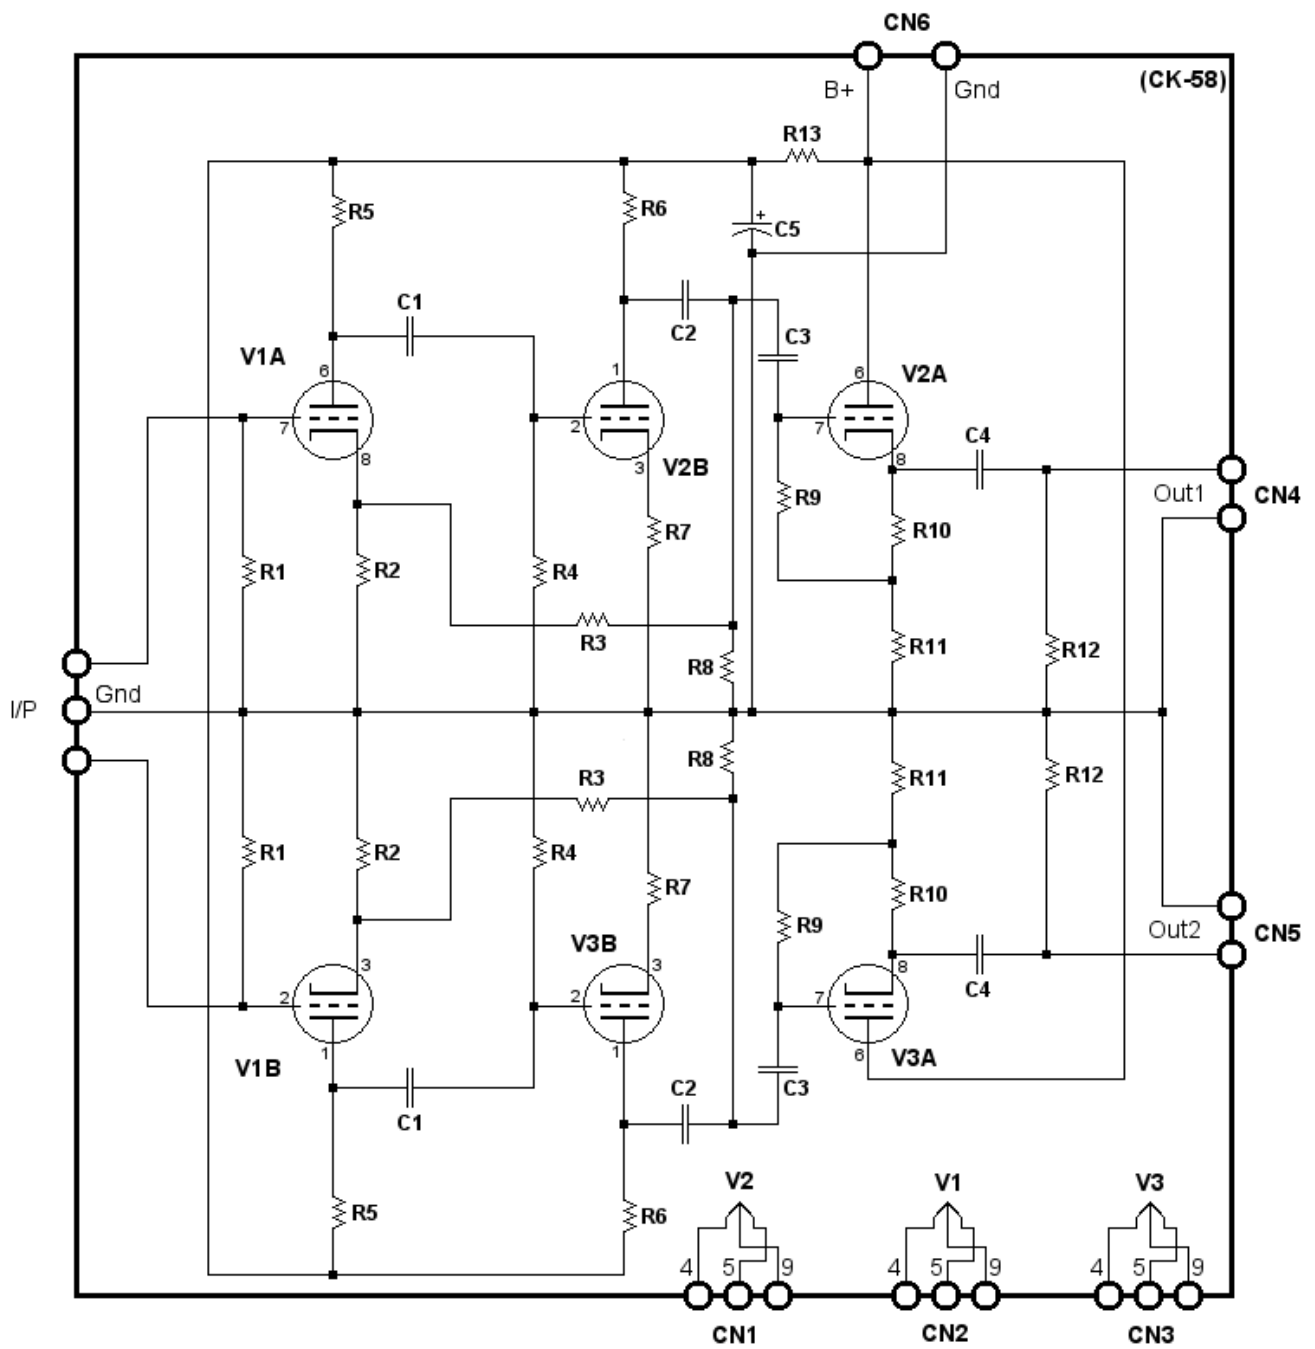 CN6
(CK-58)
B+ Gnd
R13
R5 R6
C5
C1
C2 C3
V1A V2A
6 1 6
7 2 7
8 3 8
V2B
C4
R9
Out1 CN4
R7 R10
R1 R2 R4
R3
R8 R11 R12
Gnd
I/P
R8
R3 R11 R12
R1 R2 R4
R7 R10
R9
Out2 CN5
V3B
C4
3 3 8
2 2 7
1 1 6
V1B V3A
C1 C2 C3
V2 V1 V3
R5 R6
4 5 9 4 5 9 4 5 9
CN1 CN2 CN3